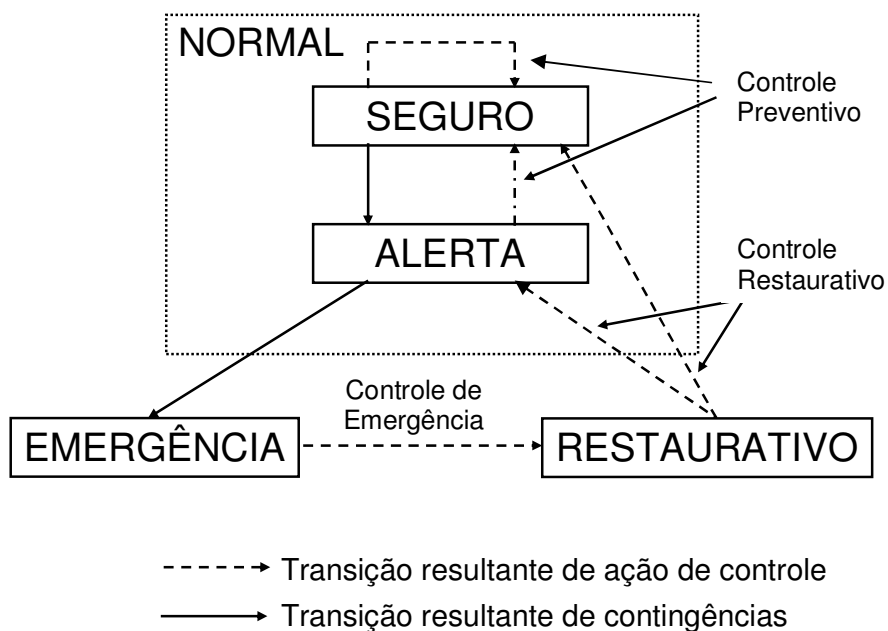 NORMAL
Controle
Preventivo
SEGURO
ALERTA
Controle
Restaurativo
Controle de
Emergência
EMERGÊNCIA
RESTAURATIVO
Transição resultante de ação de controle
Transição resultante de contingências